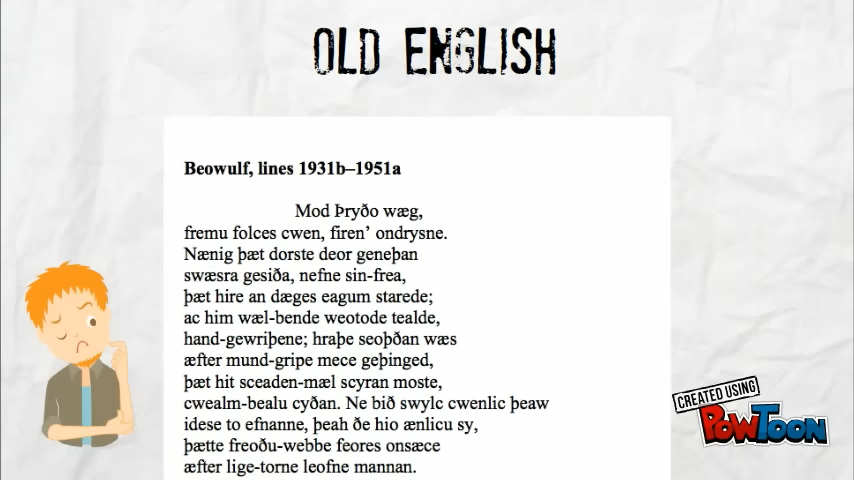 OLD ENGLISH
Beowulf, lines 1931b–1951a
Mod Þryðo wæg,
fremu folces cwen, firen’ ondrysne.
Nænig þæt dorste deor geneþan
swæsra gesiða, nefne sin-frea,
þæt hire an dæges eagum starede;
ac him wæl-bende weotode tealde,
hand-gewriþene; hraþe seoþðan wæs
æfter mund-gripe mece geþinged,
þæt hit sceaden-mæl scyran moste,
cwealm-bealu cyðan. Ne bið swylc cwenlic þeaw
idese to efnanne, þeah ðe hio ænlicu sy,
þætte freoðu-webbe feores onsæce
æfter lige-torne leofne mannan.
CREATED USING
POWTOON